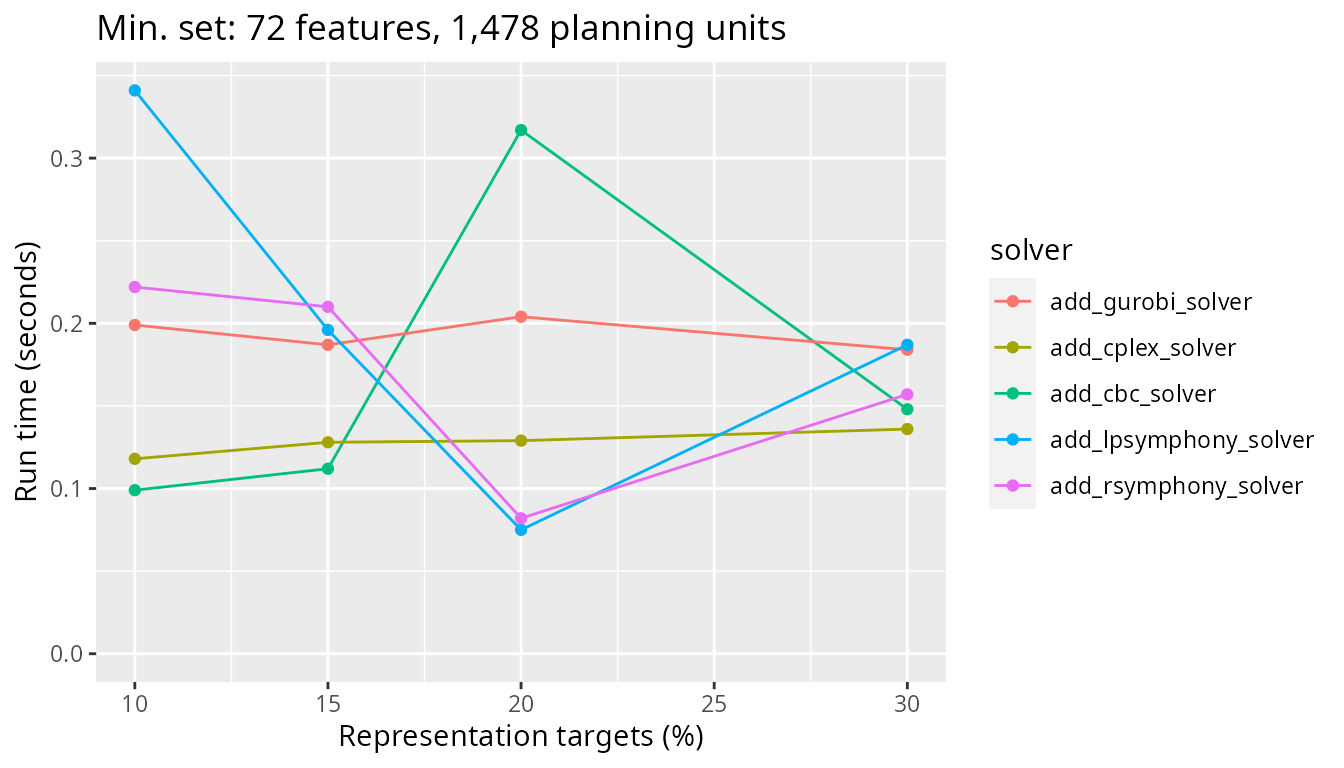 Min. set: 72 features, 1,478 planning units
Run time (seconds)
0.3
0.2
0.1
0.0
10 15 20 25 30
Representation targets (%)
solver
add_gurobi_solver
add_cplex_solver
add_cbc_solver
add_lpsymphony_solver
add_rsymphony_solver